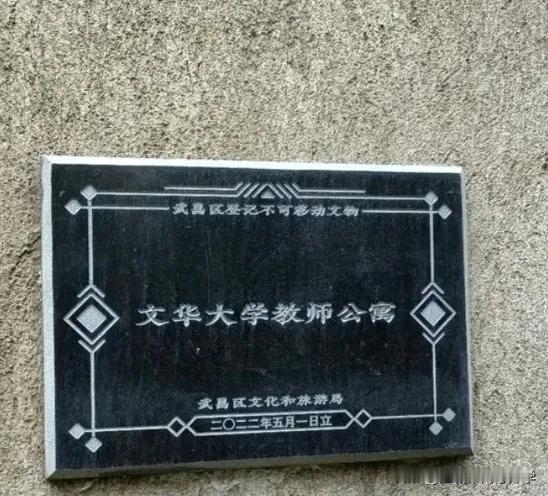 武昌区登记不可移动文物
文华大学教师公寓
武昌区文化和旅游局
二〇二二年五月一日立